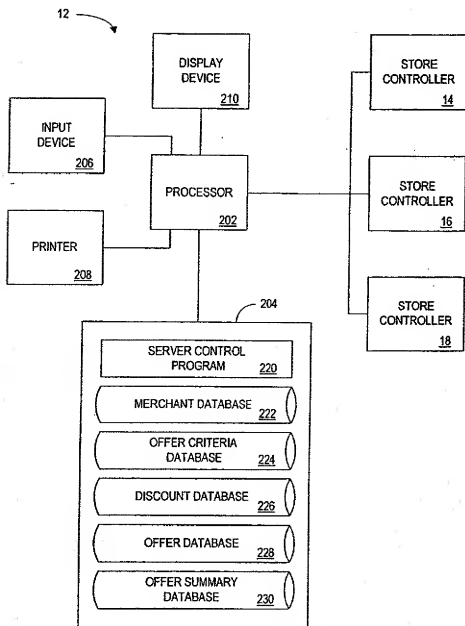 12
DISPLAY
DEVICE
210
STORE
CONTROLLER
14
INPUT
DEVICE
206
PROCESSOR
202
STORE
CONTROLLER
16
PRINTER
208
STORE
CONTROLLER
18
204
SERVER CONTROL
PROGRAM
220
MERCHANT DATABASE
222
OFFER CRITERIA
DATABASE
224
DISCOUNT DATABASE
226
OFFER DATABASE
228
OFFER SUMMARY
DATABASE
230